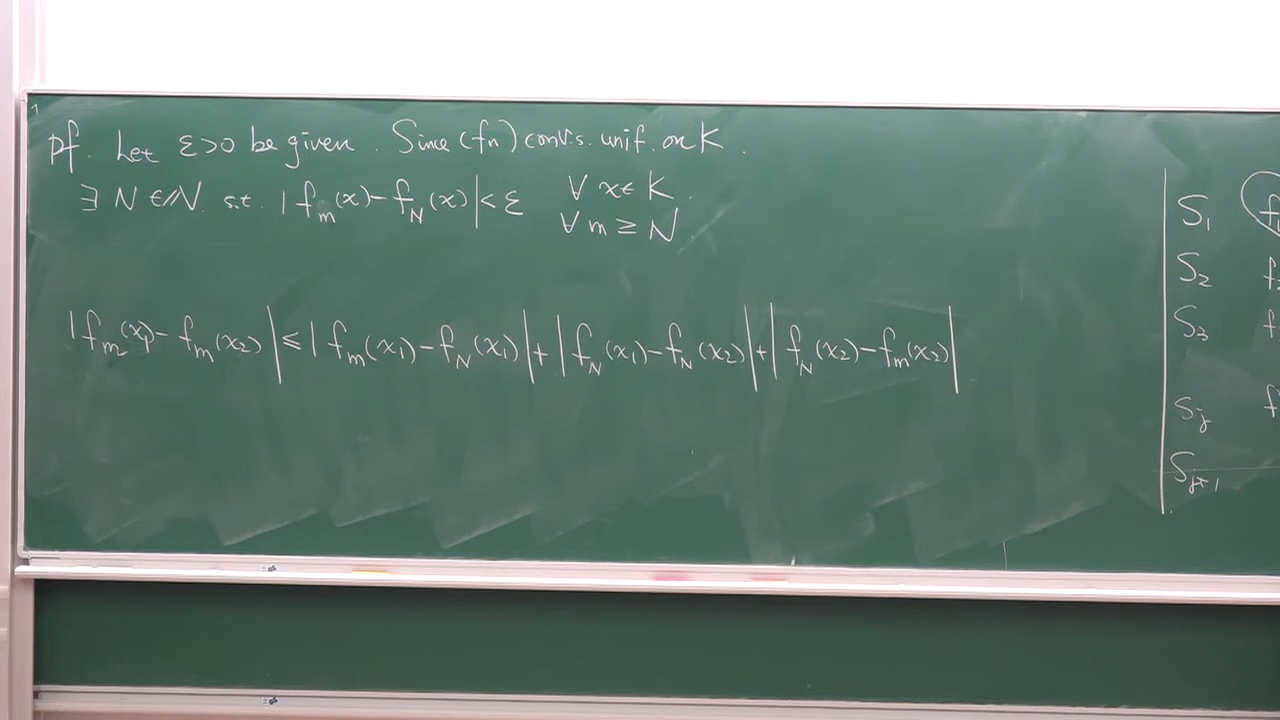 pf. Let ε>0 be given. Since (fn) conv.s. unif. on K.
∃ N ∈ ℕ s.t. |f_m(x)-f_N(x)|<ε ∀ x∈K.
∀ m ≥ N
|f_m(x_1)-f_m(x_2)| ≤ |f_m(x_1)-f_N(x_1)|+|f_N(x_1)-f_N(x_2)|+|f_N(x_2)-f_m(x_2)|
S_1
S_2
S_3
S_j
S_{j+1}